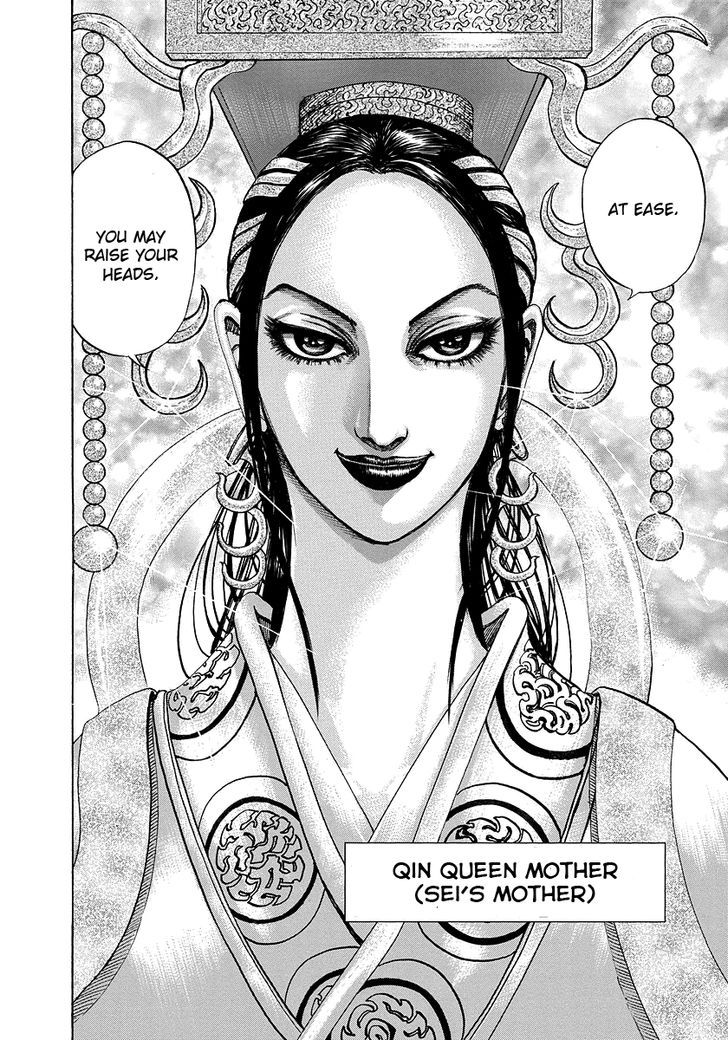 AT EASE.
YOU MAY
RAISE YOUR
HEADS.
QIN QUEEN MOTHER
(SEI'S MOTHER)